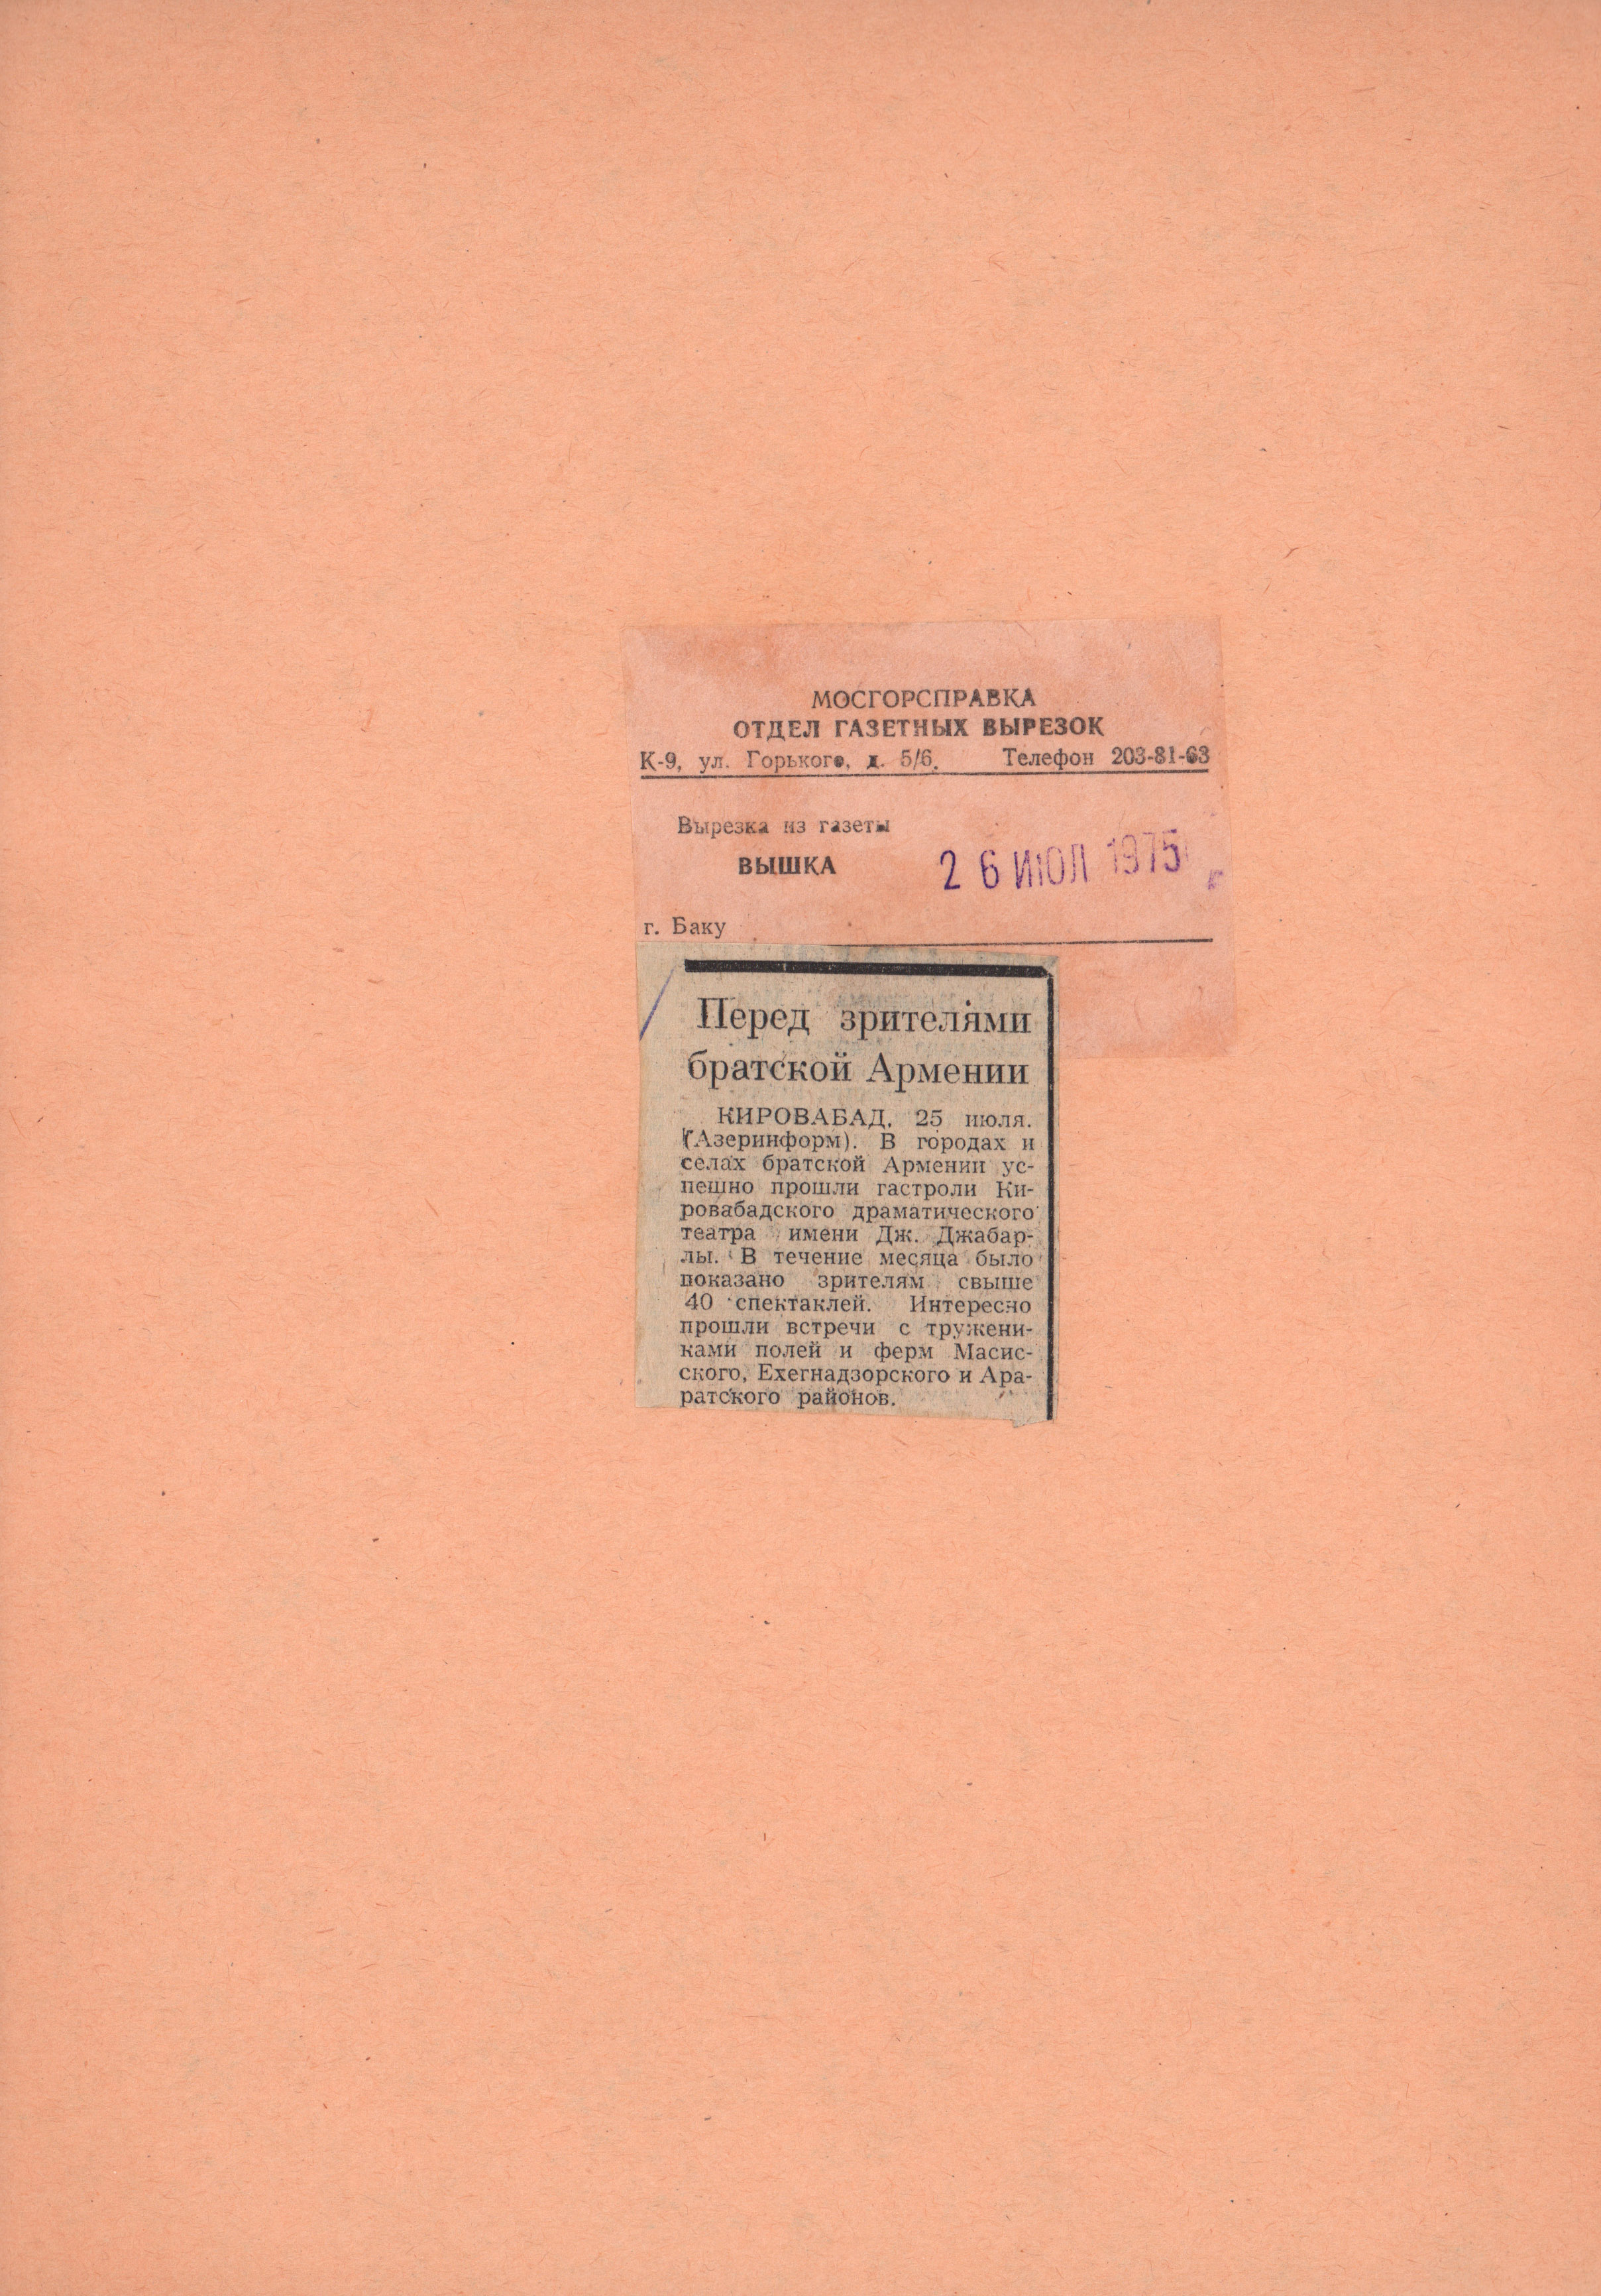 МОСГОРСПРАВКА
ОТДЕЛ ГАЗЕТНЫХ ВЫРЕЗОК
К-9, ул. Горького, д. 5/6. Телефон 203-81-63
Вырезка из газеты
ВЫШКА
26 ИЮЛ 1975
г. Баку
Перед зрителями
братской Армении
КИРОВАБАД, 25 июля.
(Азеринформ). В городах и
селах братской Армении ус-
пешно прошли гастроли Ки-
ровабадского драматического
театра имени Дж. Джабар-
лы. В течение месяца было
показано зрителям свыше
40 спектаклей. Интересно
прошли встречи с тружени-
ками полей и ферм Масис-
ского, Ехегнадзорского и Ара-
ратского районов.